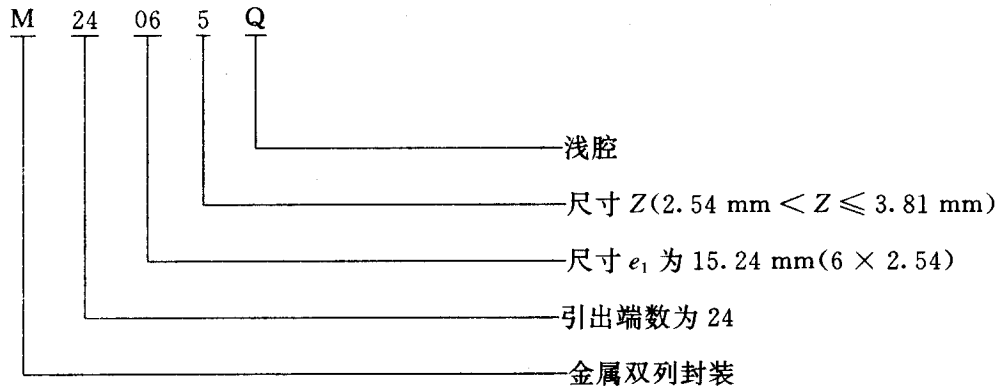 M 24 06 5 Q
浅腔
尺寸 Z(2.54 mm < Z ≤ 3.81 mm)
尺寸 e₁ 为 15.24 mm(6 × 2.54)
引出端数为 24
金属双列封装